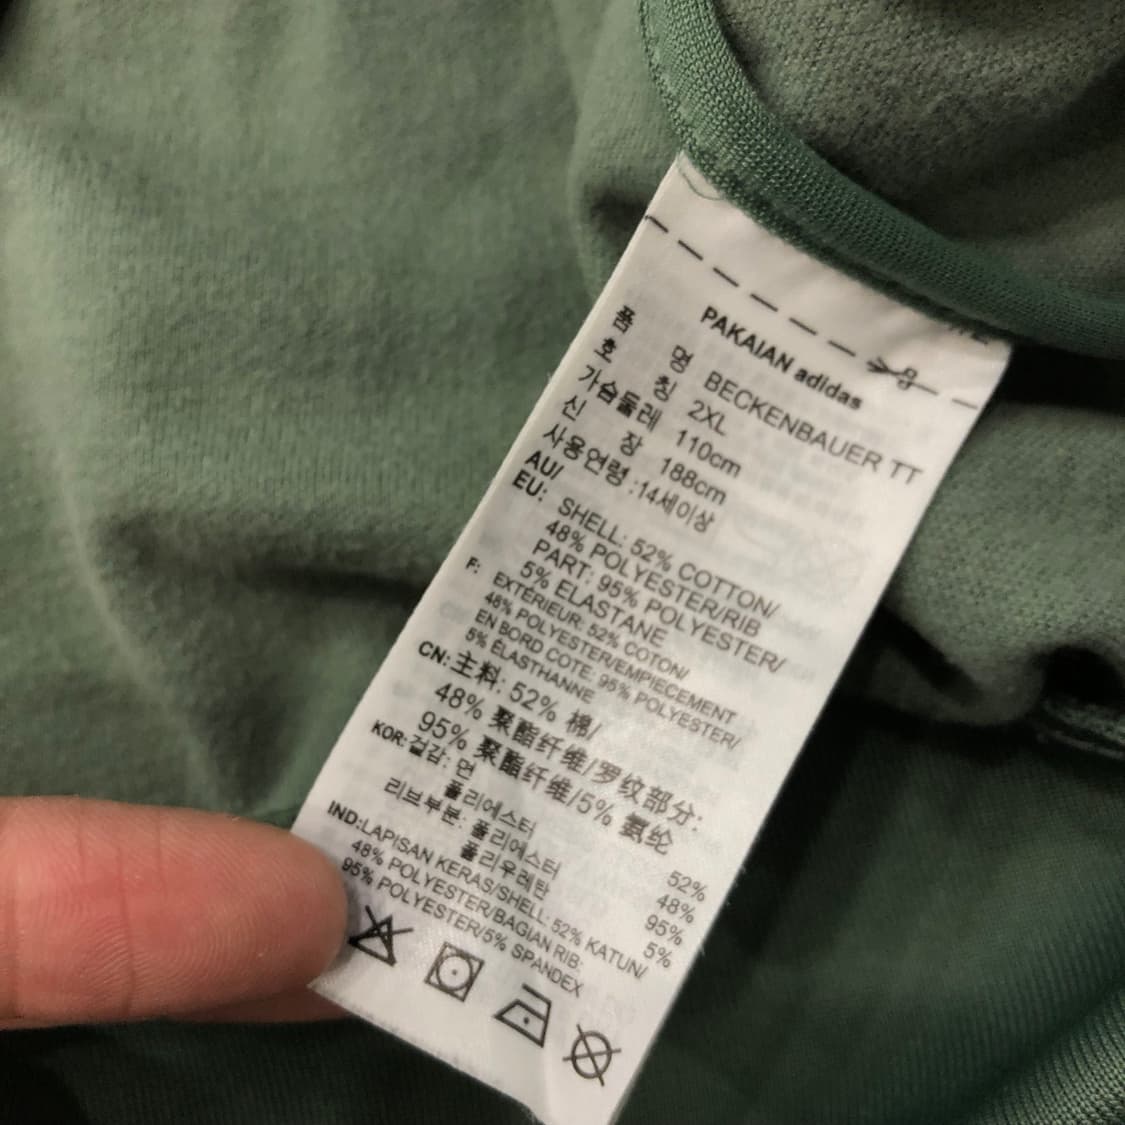 PAKAIAN adidas
품 명 BECKENBAUER TT
호 칭 2XL
가슴둘레 110cm
신 장 188cm
사용연령 :14세이상
AU/
EU: SHELL: 52% COTTON/
48% POLYESTER/RIB
PART: 95% POLYESTER/
5% ELASTANE
F: EXTÉRIEUR: 52% COTON/
48% POLYESTER/EMPIECEMENT
EN BORD COTE: 95% POLYESTER/
5% ÉLASTHANNE
CN: 主料: 52% 棉/
48% 聚酯纤维/罗纹部分:
95% 聚酯纤维/5% 氨纶
KOR: 겉감: 면 52%
폴리에스터 48%
리브부분: 폴리에스터 95%
폴리우레탄 5%
IND:LAPISAN KERAS/SHELL: 52% KATUN/
48% POLYESTER/BAGIAN RIB:
95% POLYESTER/5% SPANDEX